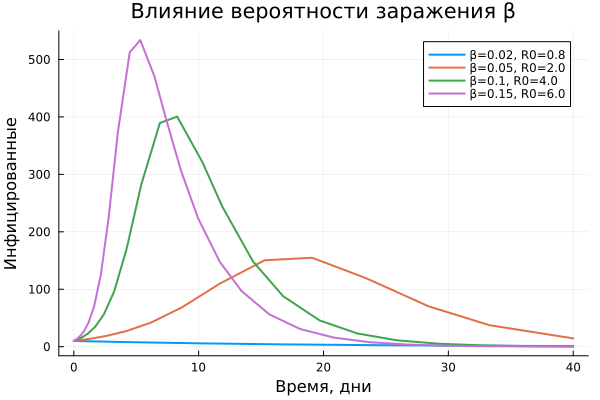 Влияние вероятности заражения β
Инфицированные
500
400
300
200
100
0
β=0.02, R0=0.8
β=0.05, R0=2.0
β=0.1, R0=4.0
β=0.15, R0=6.0
0 10 20 30 40
Время, дни